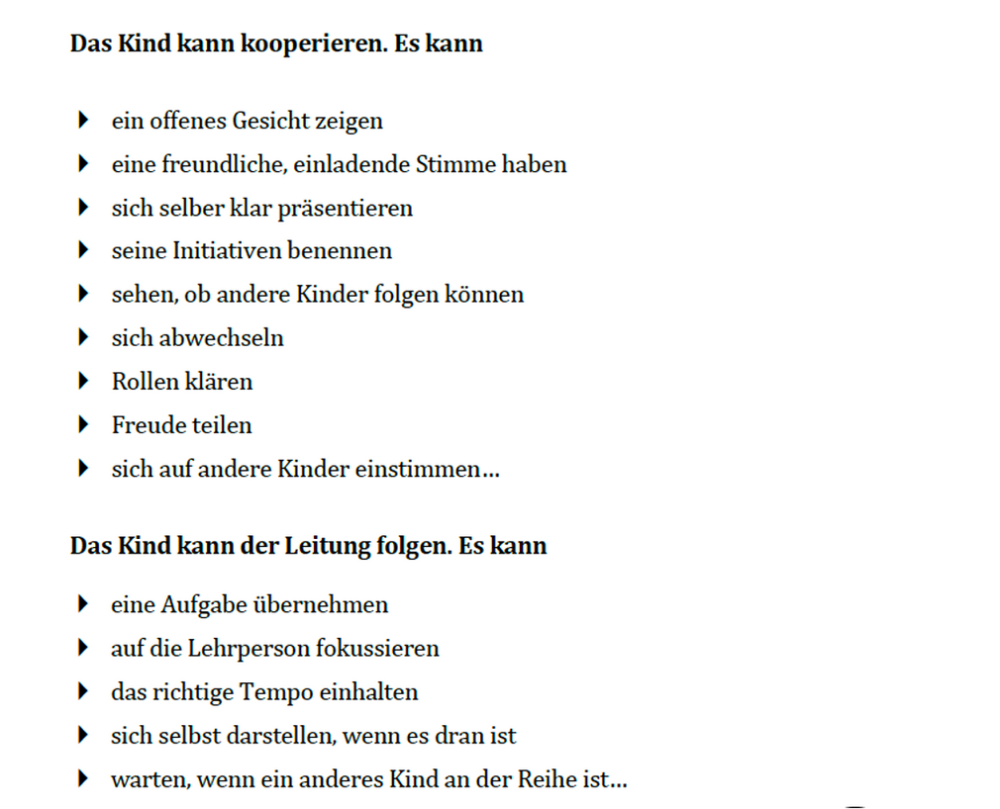 Das Kind kann kooperieren. Es kann
ein offenes Gesicht zeigen
eine freundliche, einladende Stimme haben
sich selber klar präsentieren
seine Initiativen benennen
sehen, ob andere Kinder folgen können
sich abwechseln
Rollen klären
Freude teilen
sich auf andere Kinder einstimmen…
Das Kind kann der Leitung folgen. Es kann
eine Aufgabe übernehmen
auf die Lehrperson fokussieren
das richtige Tempo einhalten
sich selbst darstellen, wenn es dran ist
warten, wenn ein anderes Kind an der Reihe ist…